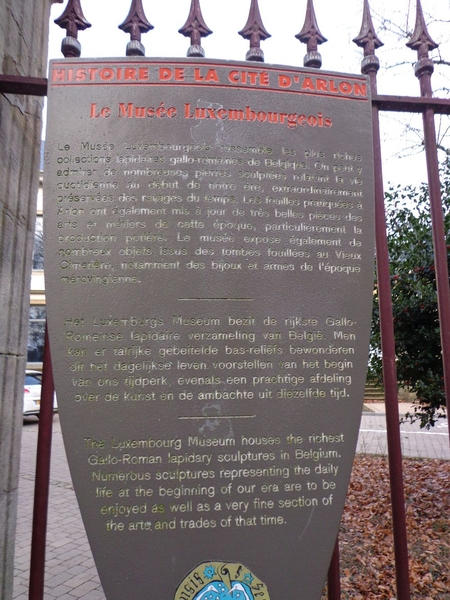 HISTOIRE DE LA CITÉ D'ARLON
Le Musée Luxembourgeois
Le Musée Luxembourgeois rassemble les plus riches
collections lapidaires gallo-romaines de Belgique. On peut y
admirer de nombreuses pierres sculptées relatant la vie
quotidienne au début de notre ère, extraordinairement
préservées des ravages du temps. Les fouilles pratiquées à
Arlon ont également mis à jour de très belles pièces des
arts et métiers de cette époque, particulièrement la
production potière. Le musée expose également de
nombreux objets issus des tombes fouillées au Vieux
Cimetière, notamment des bijoux et armes de l'époque
mérovingienne.
Het Luxemburgs Museum bezit de rijkste Gallo-
Romeinse lapidaire verzameling van België. Men
kan er talrijke gebeitelde bas-reliëfs bewonderen
die het dagelijkse leven voorstellen van het begin
van ons tijdperk, evenals een prachtige afdeling
over de kunst en de ambachte uit diezelfde tijd.
The Luxembourg Museum houses the richest
Gallo-Roman lapidary sculptures in Belgium.
Numerous sculptures representing the daily
life at the beginning of our era are to be
enjoyed as well as a very fine section of
the arts and trades of that time.